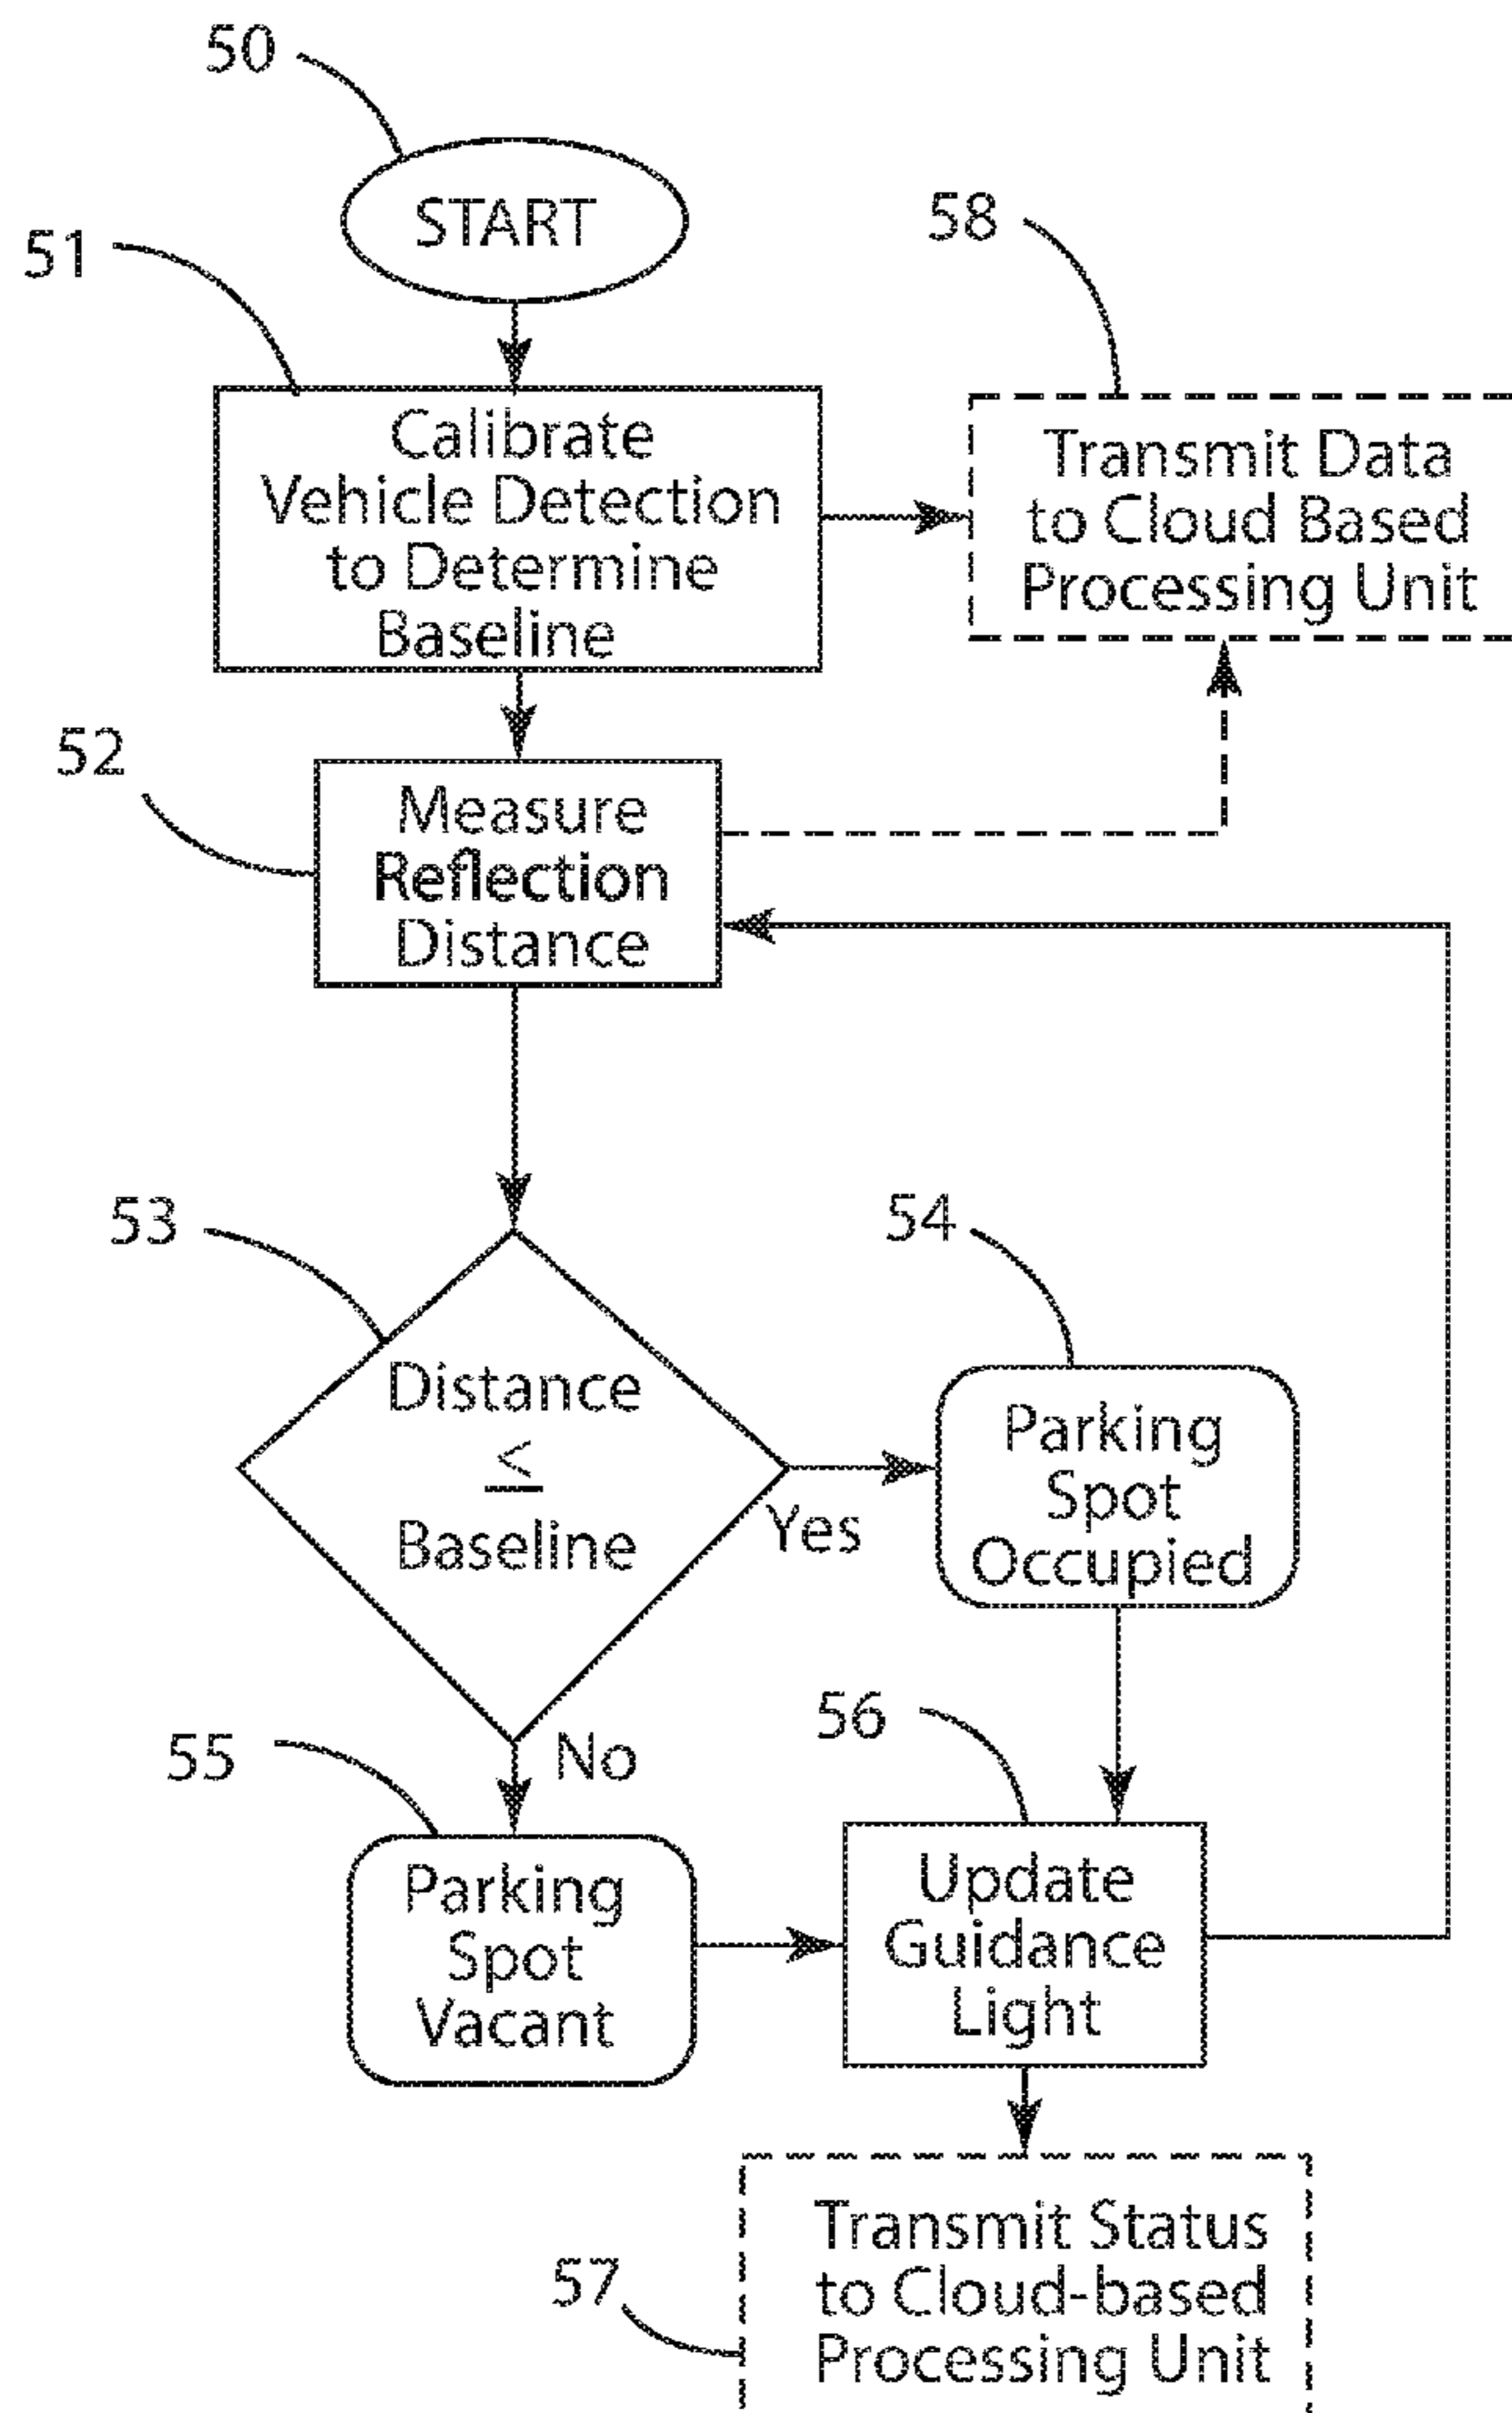 50
START
51
58
Calibrate
Vehicle Detection
to Determine
Baseline
Transmit Data
to Cloud Based
Processing Unit
52
Measure
Reflection
Distance
53
54
Distance
≤
Baseline
Yes
Parking
Spot
Occupied
55
No
56
Parking
Spot
Vacant
Update
Guidance
Light
57
Transmit Status
to Cloud-based
Processing Unit